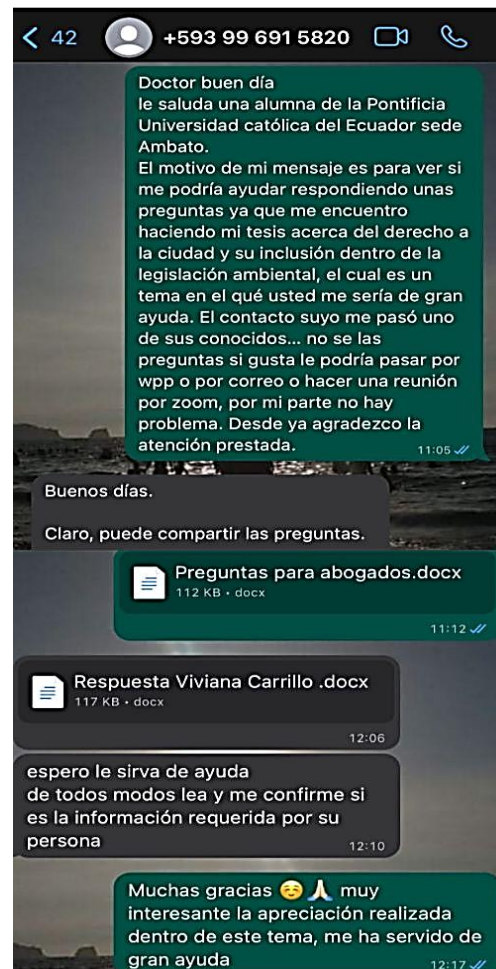 42 +593 99 691 5820
Doctor buen día
le saluda una alumna de la Pontificia
Universidad católica del Ecuador sede
Ambato.
El motivo de mi mensaje es para ver si
me podría ayudar respondiendo unas
preguntas ya que me encuentro
haciendo mi tesis acerca del derecho a
la ciudad y su inclusión dentro de la
legislación ambiental, el cual es un
tema en el qué usted me sería de gran
ayuda. El contacto suyo me pasó uno
de sus conocidos... no se las
preguntas si gusta le podría pasar por
wpp o por correo o hacer una reunión
por zoom, por mi parte no hay
problema. Desde ya agradezco la
atención prestada.
11:05
Buenos días.
Claro, puede compartir las preguntas.
Preguntas para abogados.docx
112 KB • docx
11:12
Respuesta Viviana Carrillo .docx
117 KB • docx
12:06
espero le sirva de ayuda
de todos modos lea y me confirme si
es la información requerida por su
persona
12:10
Muchas gracias ☺️🙏 muy
interesante la apreciación realizada
dentro de este tema, me ha servido de
gran ayuda
12:17